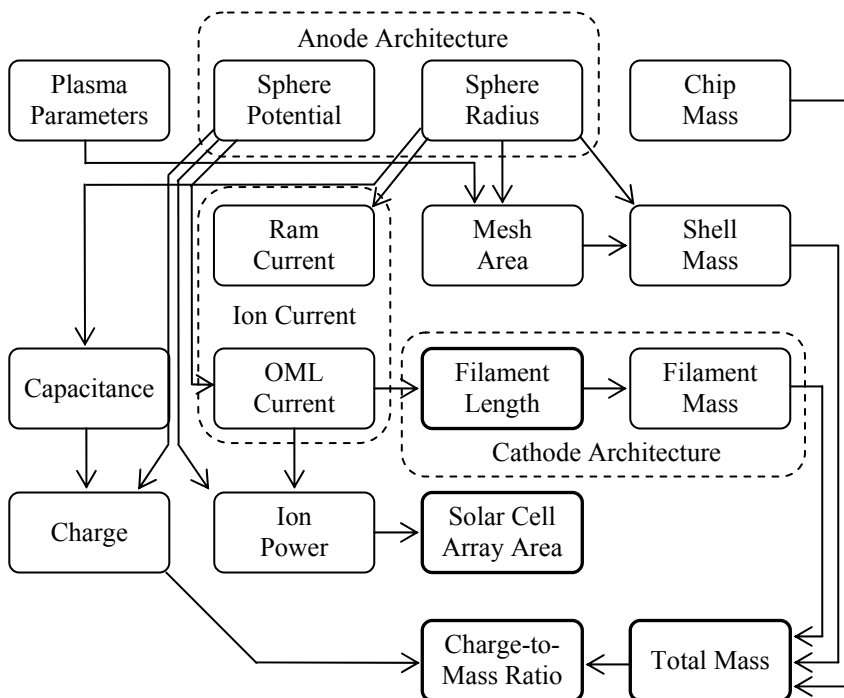 Anode Architecture
Plasma
Parameters
Sphere
Potential
Sphere
Radius
Chip
Mass
Ram
Current
Mesh
Area
Shell
Mass
Ion Current
Capacitance
OML
Current
Filament
Length
Filament
Mass
Cathode Architecture
Charge
Ion
Power
Solar Cell
Array Area
Charge-to-
Mass Ratio
Total Mass